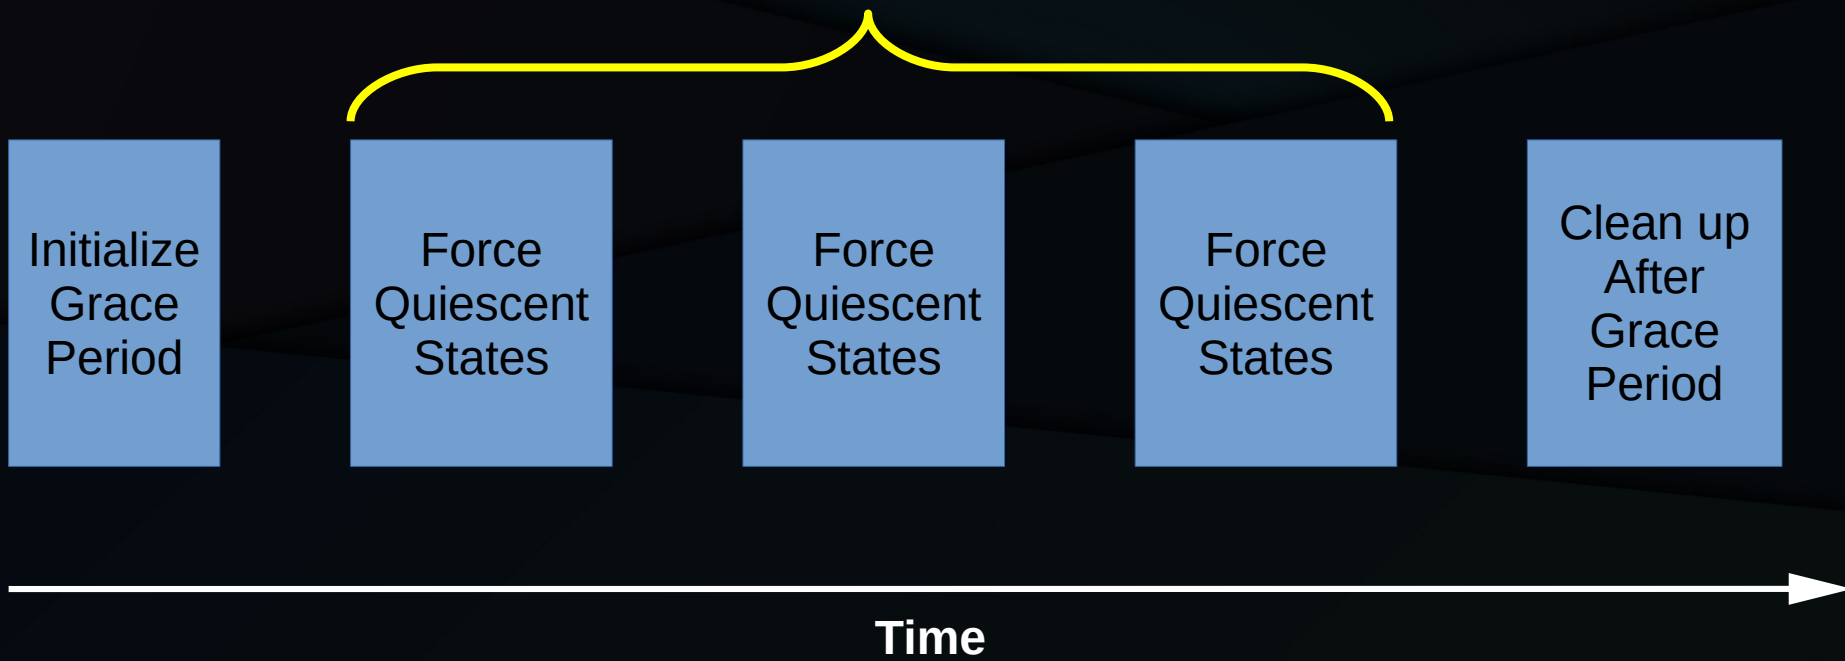 Initialize
Grace
Period
Force
Quiescent
States
Force
Quiescent
States
Force
Quiescent
States
Clean up
After
Grace
Period
Time